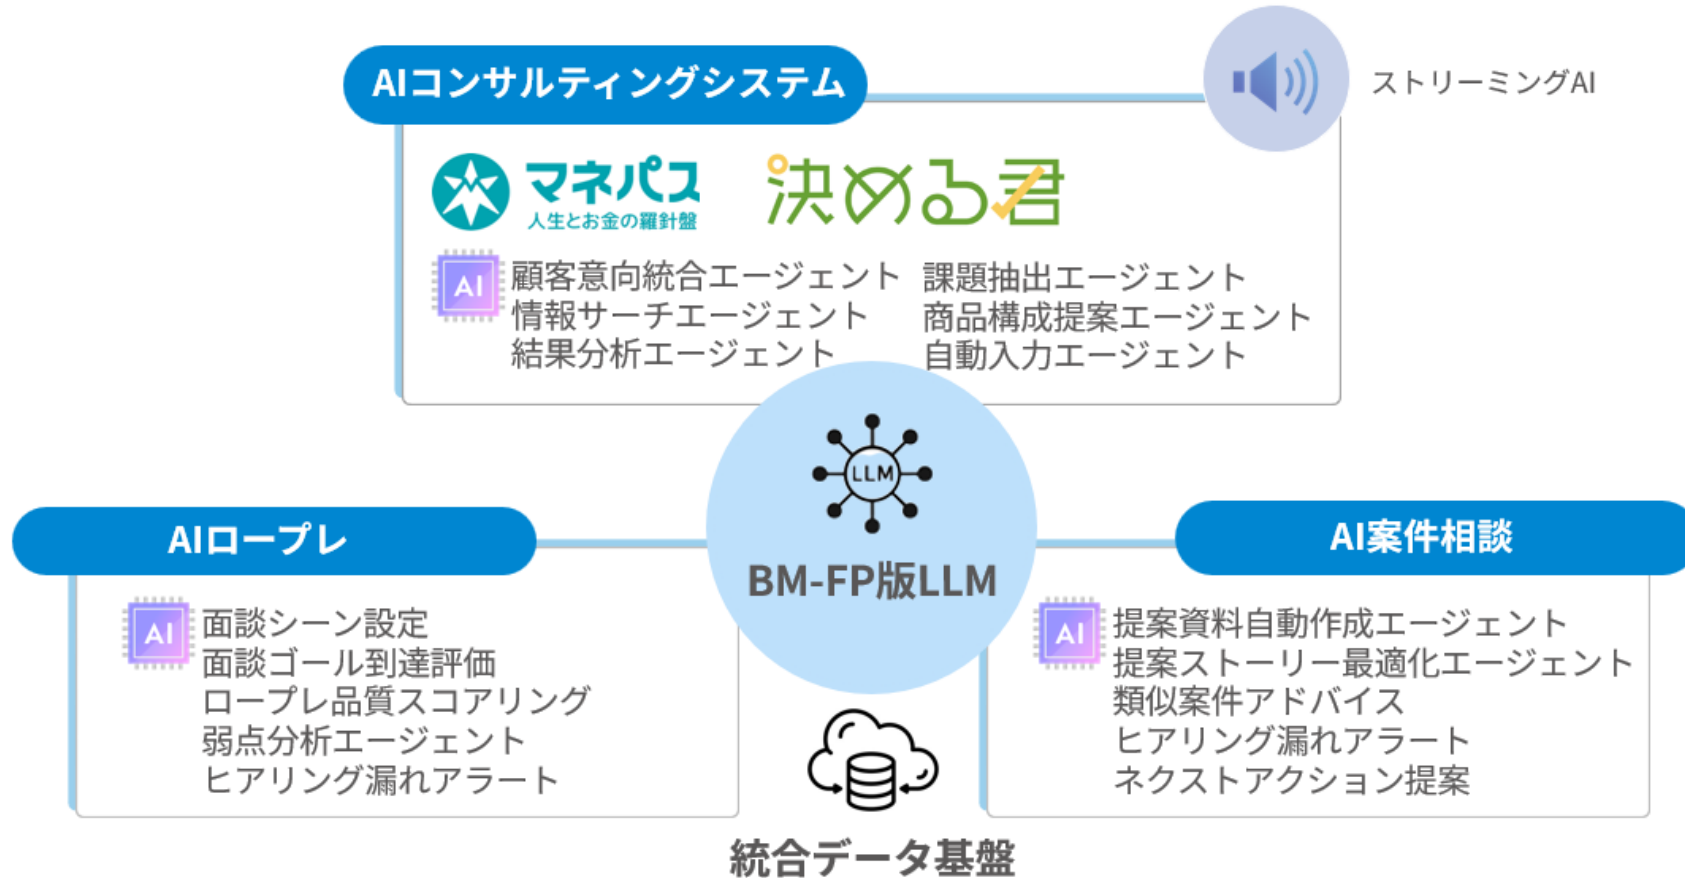 AIコンサルティングシステム
ストリーミングAI
マネパス
人生とお金の羅針盤
決める君
AI
顧客意向統合エージェント
情報サーチエージェント
結果分析エージェント
課題抽出エージェント
商品構成提案エージェント
自動入力エージェント
LLM
BM-FP版LLM
AIロープレ
AI
面談シーン設定
面談ゴール到達評価
ロープレ品質スコアリング
弱点分析エージェント
ヒアリング漏れアラート
AI案件相談
AI
提案資料自動作成エージェント
提案ストーリー最適化エージェント
類似案件アドバイス
ヒアリング漏れアラート
ネクストアクション提案
統合データ基盤